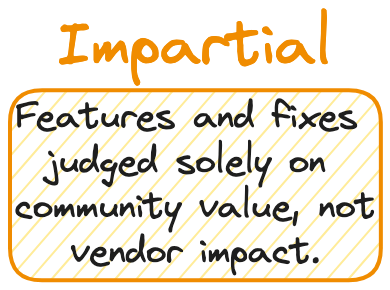 Impartial
Features and fixes
judged solely on
community value, not
vendor impact.